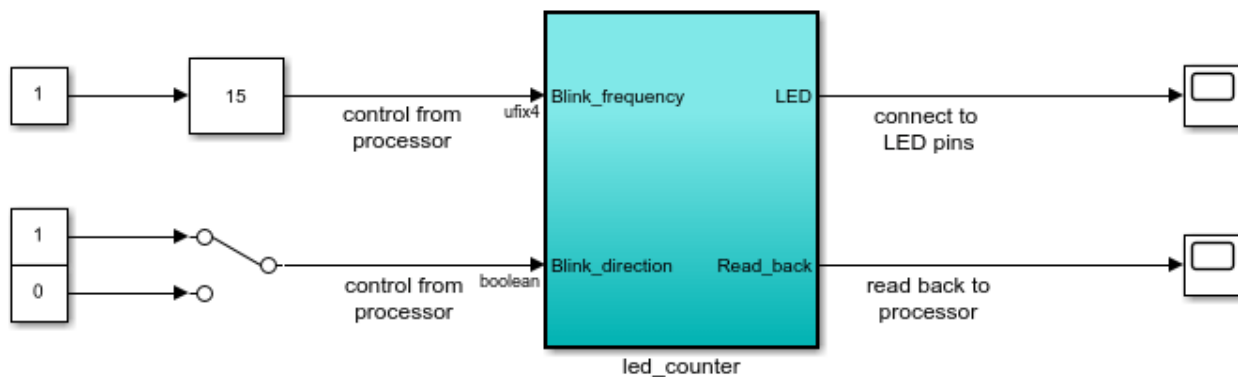 1
15
control from
processor
ufix4
Blink_frequency
LED
connect to
LED pins
1
0
control from
processor
boolean
Blink_direction
Read_back
read back to
processor
led_counter